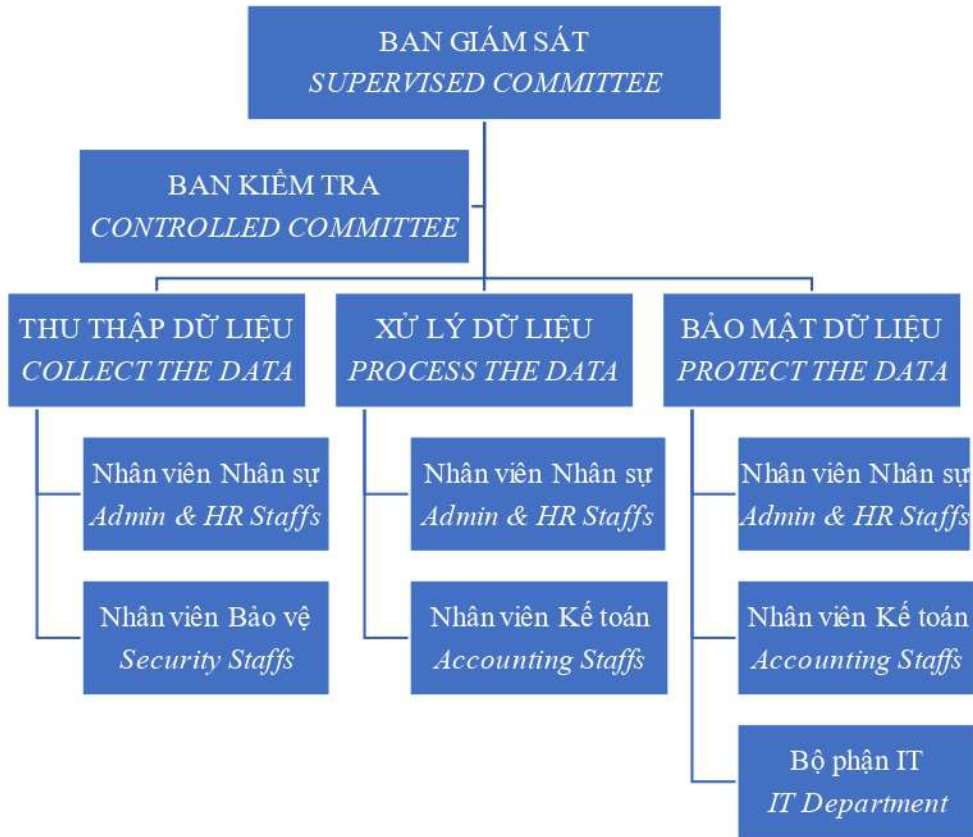 BAN GIÁM SÁT
SUPERVISED COMMITTEE
BAN KIỂM TRA
CONTROLLED COMMITTEE
THU THẬP DỮ LIỆU
COLLECT THE DATA
Nhân viên Nhân sự
Admin & HR Staffs
Nhân viên Bảo vệ
Security Staffs
XỬ LÝ DỮ LIỆU
PROCESS THE DATA
Nhân viên Nhân sự
Admin & HR Staffs
Nhân viên Kế toán
Accounting Staffs
BẢO MẬT DỮ LIỆU
PROTECT THE DATA
Nhân viên Nhân sự
Admin & HR Staffs
Nhân viên Kế toán
Accounting Staffs
Bộ phận IT
IT Department